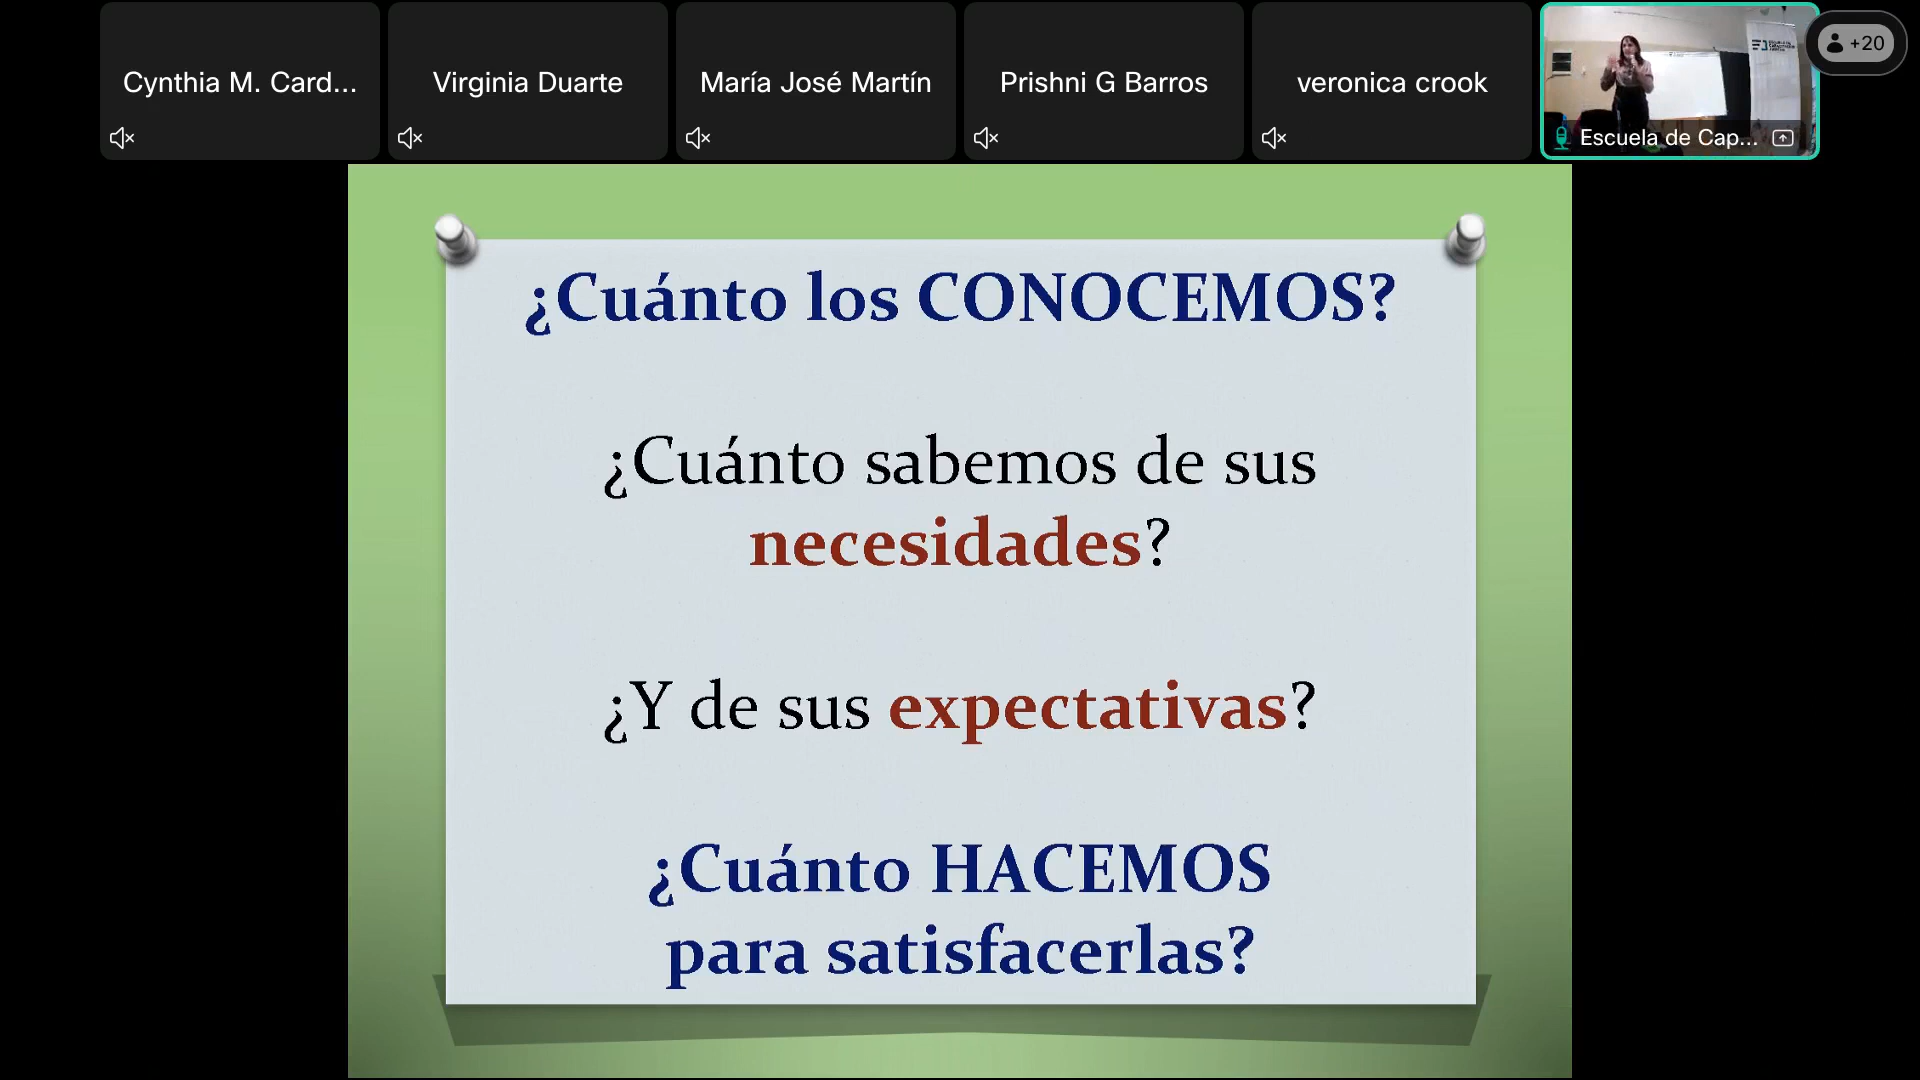 Cynthia M. Card...
Virginia Duarte
María José Martín
Prishni G Barros
veronica crook
Escuela de Cap...
+20
¿Cuánto los CONOCEMOS?
¿Cuánto sabemos de sus
necesidades?
¿Y de sus expectativas?
¿Cuánto HACEMOS
para satisfacerlas?